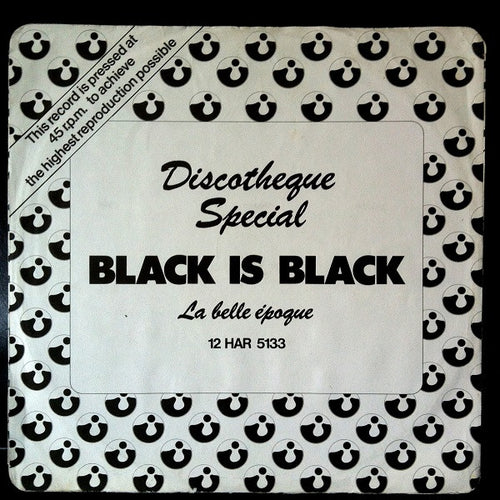 This record is pressed at
45 r.p.m. to achieve
the highest reproduction possible
Discotheque
Special
BLACK IS BLACK
La belle époque
12 HAR 5133